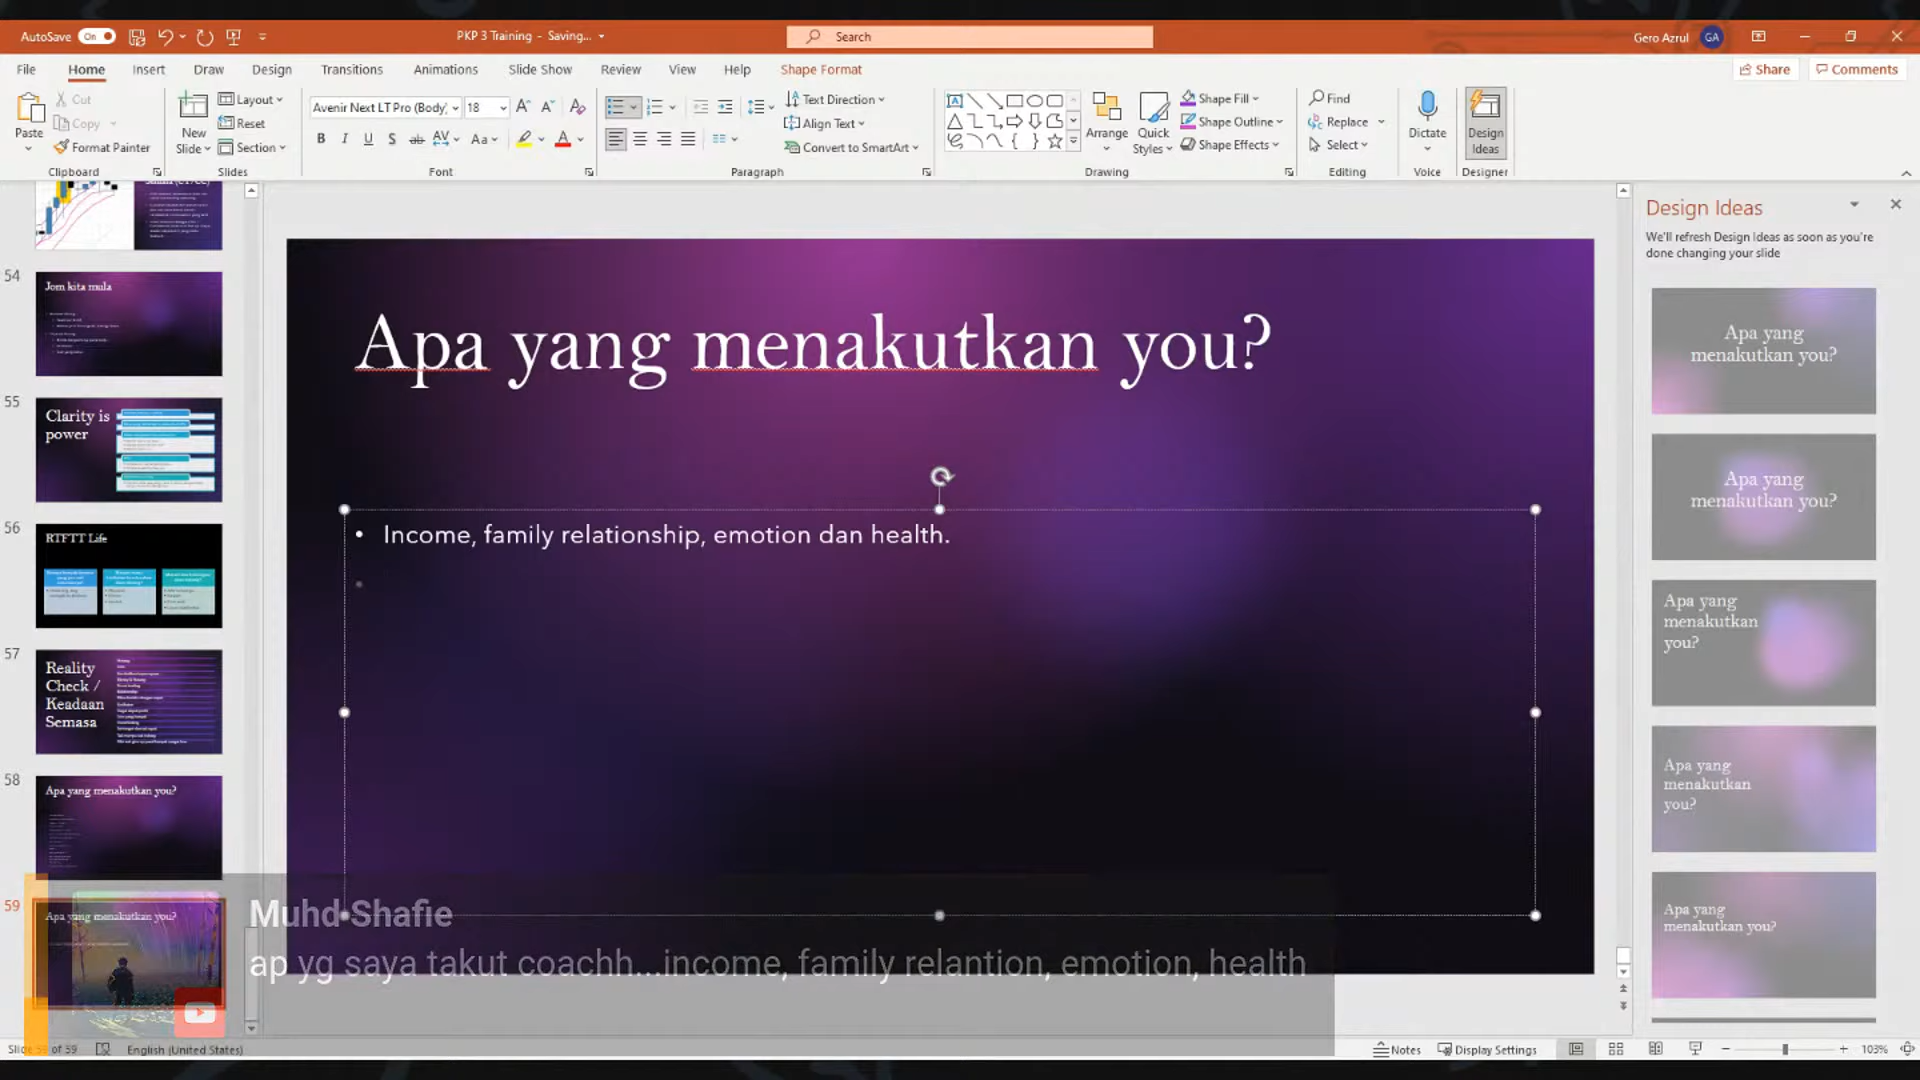 AutoSave On PKP 3 Training - Saving... Search Gero Azrul GA
File Home Insert Draw Design Transitions Animations Slide Show Review View Help Shape Format Share Comments
Paste Cut Copy Format Painter Clipboard
New Slide Layout Reset Section Slides
Avenir Next LT Pro (Body) 18 Font
Text Direction Align Text Convert to SmartArt Paragraph
Arrange Quick Styles Shape Fill Shape Outline Shape Effects Drawing
Find Replace Select Editing
Dictate Voice
Design Ideas Designer
54
Jom kita mula
55
Clarity is
power
56
RTFTT Life
57
Reality
Check /
Keadaan
Semasa
58
Apa yang menakutkan you?
59
Apa yang menakutkan you?
Apa yang menakutkan you?
• Income, family relationship, emotion dan health.
Muhd Shafie
ap yg saya takut coachh...income, family relantion, emotion, health
Design Ideas
We'll refresh Design Ideas as soon as you're
done changing your slide
Apa yang
menakutkan you?
Apa yang
menakutkan you?
Apa yang
menakutkan
you?
Apa yang
menakutkan
you?
Apa yang
menakutkan you?
of 59 English (United States) Notes Display Settings 103%